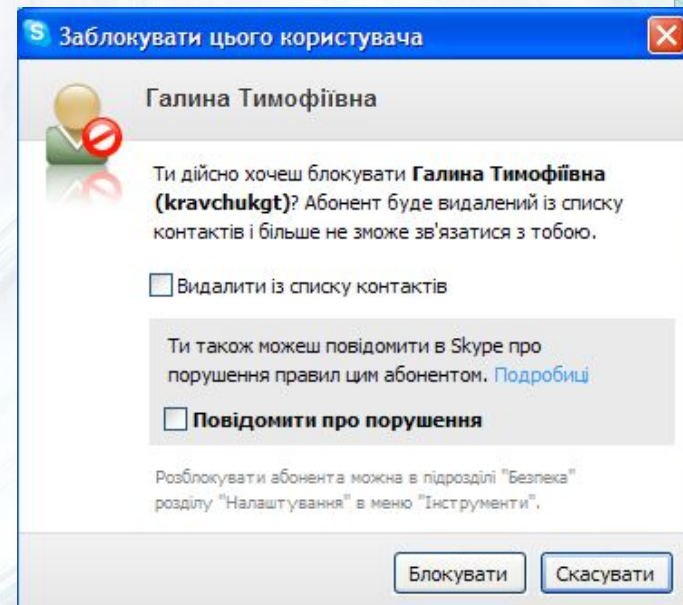 Заблокувати цього користувача
Галина Тимофіївна
Ти дійсно хочеш блокувати Галина Тимофіївна
(kravchukgt)? Абонент буде видалений із списку
контактів і більше не зможе зв'язатися з тобою.
Видалити із списку контактів
Ти також можеш повідомити в Skype про
порушення правил цим абонентом. Подробиці
Повідомити про порушення
Розблокувати абонента можна в підрозділі "Безпека"
розділу "Налаштування" в меню "Інструменти".
Блокувати
Скасувати